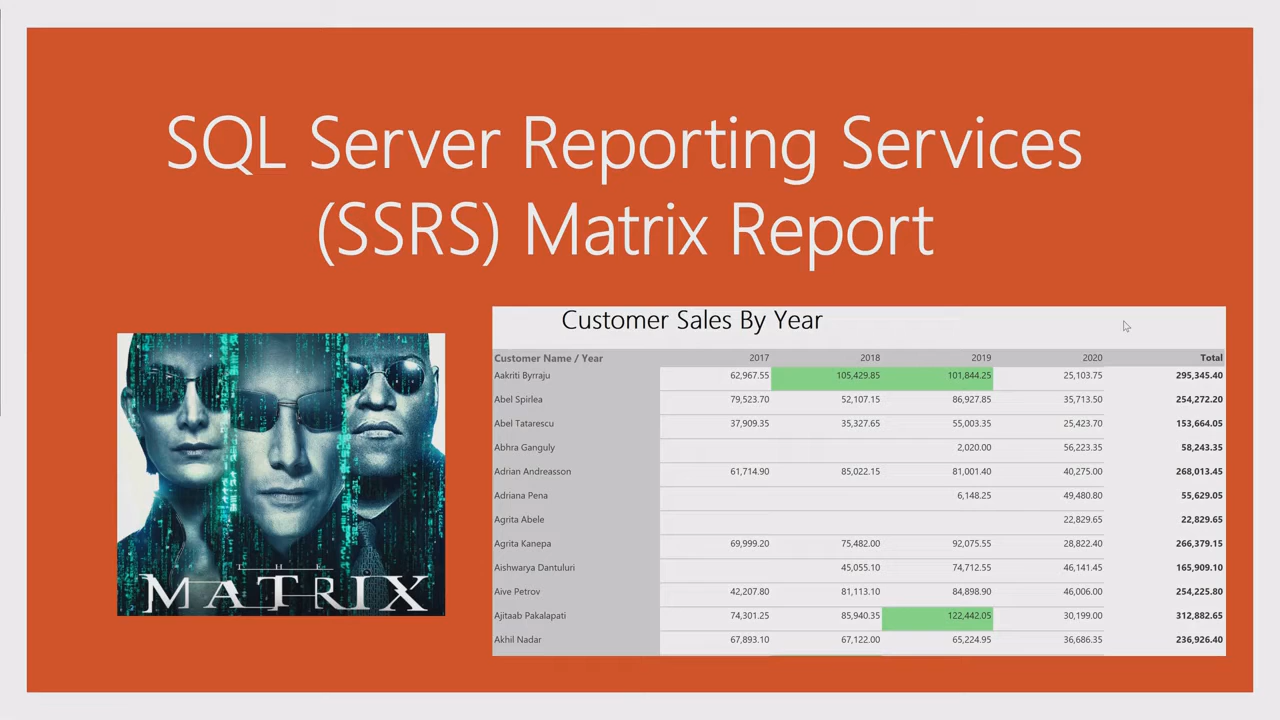 SQL Server Reporting Services
(SSRS) Matrix Report
THE
MATRIX
Customer Sales By Year
Customer Name / Year 2017 2018 2019 2020 Total
Aakriti Byrraju 62,967.55 105,429.85 101,844.25 25,103.75 295,345.40
Abel Spirlea 79,523.70 52,107.15 86,927.85 35,713.50 254,272.20
Abel Tatarescu 37,909.35 35,327.65 55,003.35 25,423.70 153,664.05
Abhra Ganguly 2,020.00 56,223.35 58,243.35
Adrian Andreasson 61,714.90 85,022.15 81,001.40 40,275.00 268,013.45
Adriana Pena 6,148.25 49,480.80 55,629.05
Agrita Abele 22,829.65 22,829.65
Agrita Kanepa 69,999.20 75,482.00 92,075.55 28,822.40 266,379.15
Aishwarya Dantuluri 45,055.10 74,712.55 46,141.45 165,909.10
Aive Petrov 42,207.80 81,113.10 84,898.90 46,006.00 254,225.80
Ajitaab Pakalapati 74,301.25 85,940.35 122,442.05 30,199.00 312,882.65
Akhil Nadar 67,893.10 67,122.00 65,224.95 36,686.35 236,926.40